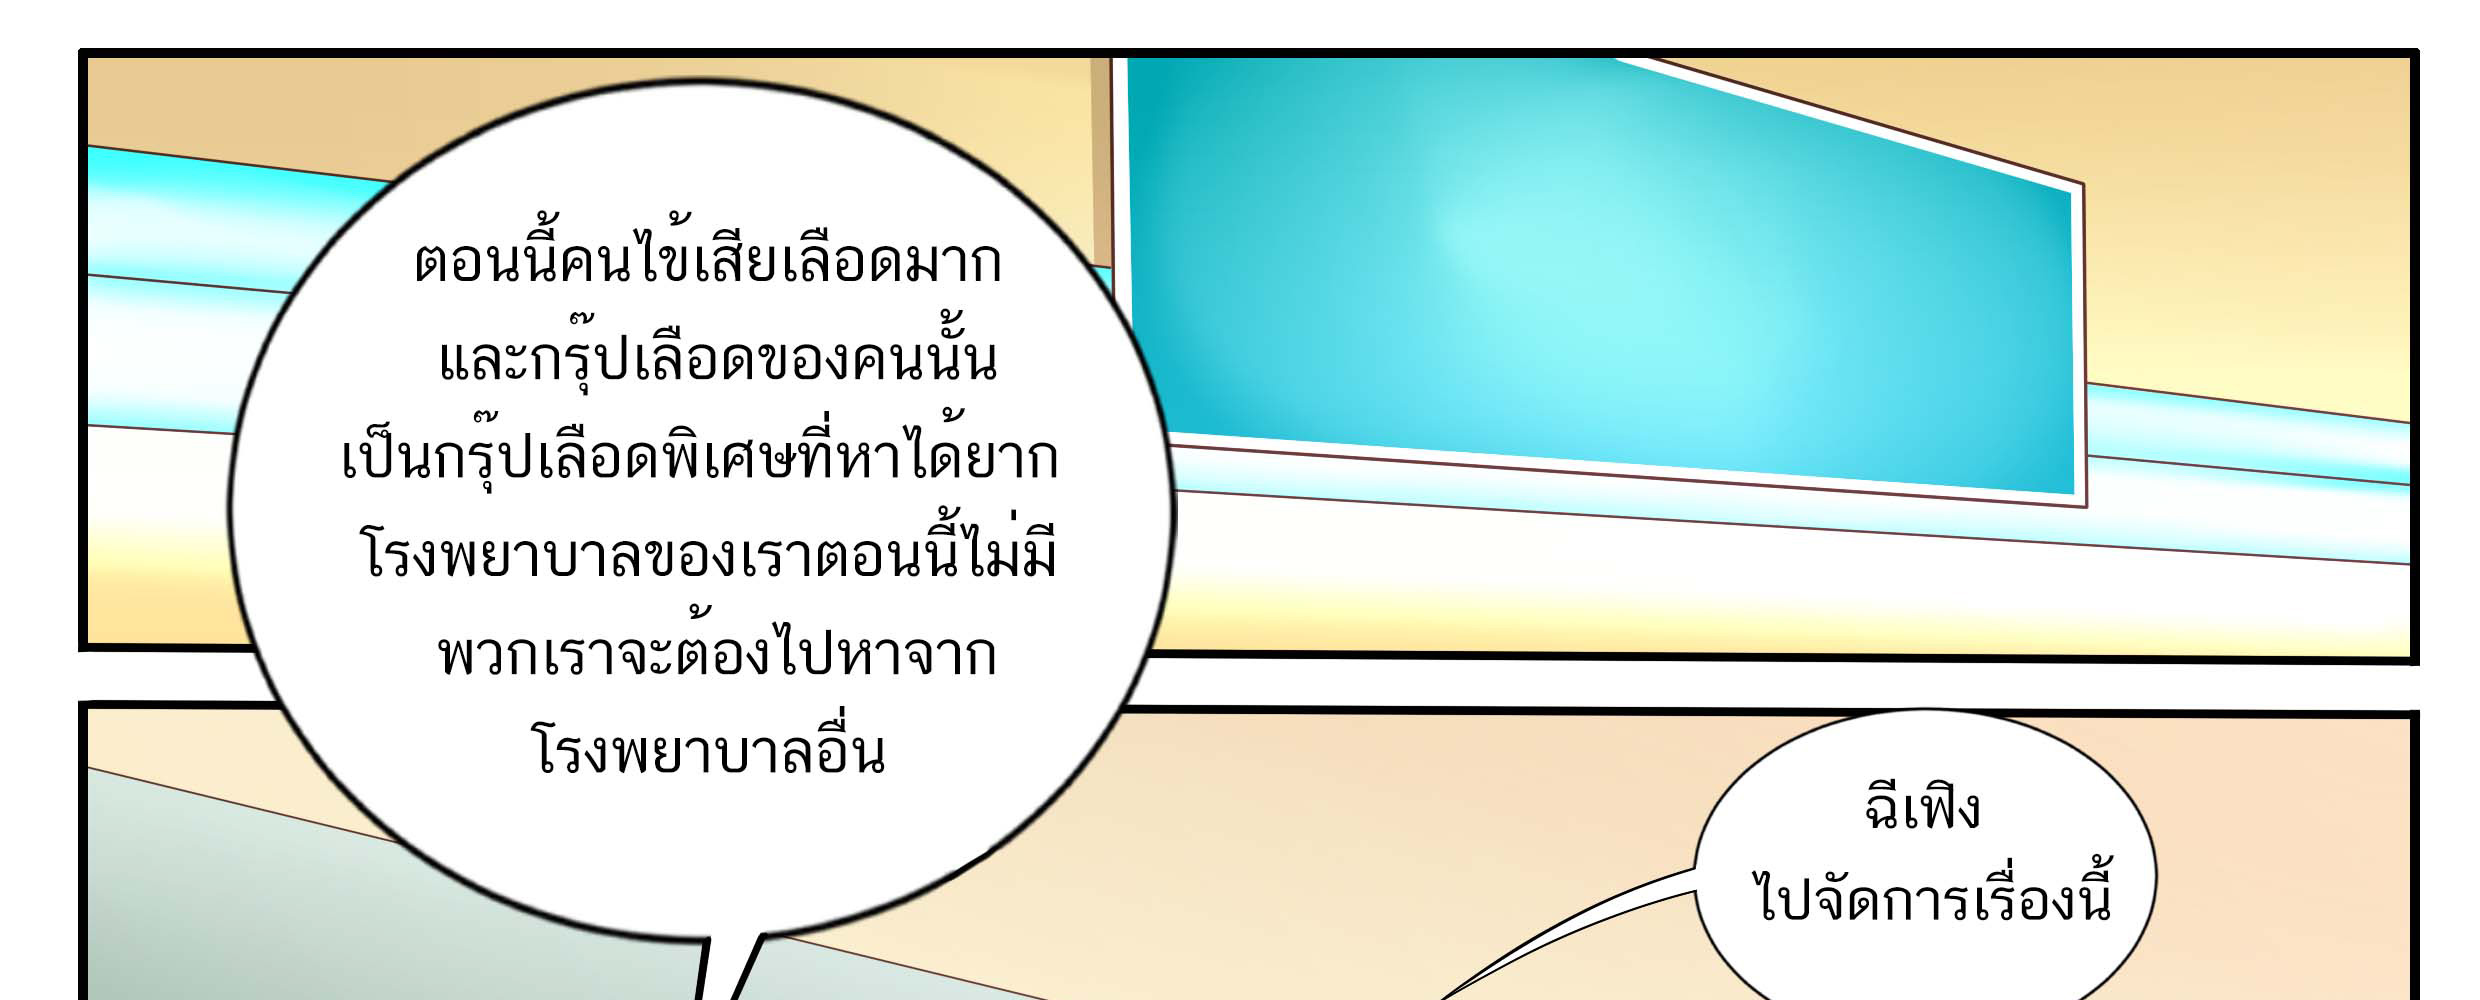 ตอนนี้คนไข้เสียเลือดมาก
และกรุ๊ปเลือดของคนนั้น
เป็นกรุ๊ปเลือดพิเศษที่หาได้ยาก
โรงพยาบาลของเราตอนนี้ไม่มี
พวกเราจะต้องไปหาจาก
โรงพยาบาลอื่น
ฉีเฟิง
ไปจัดการเรื่องนี้